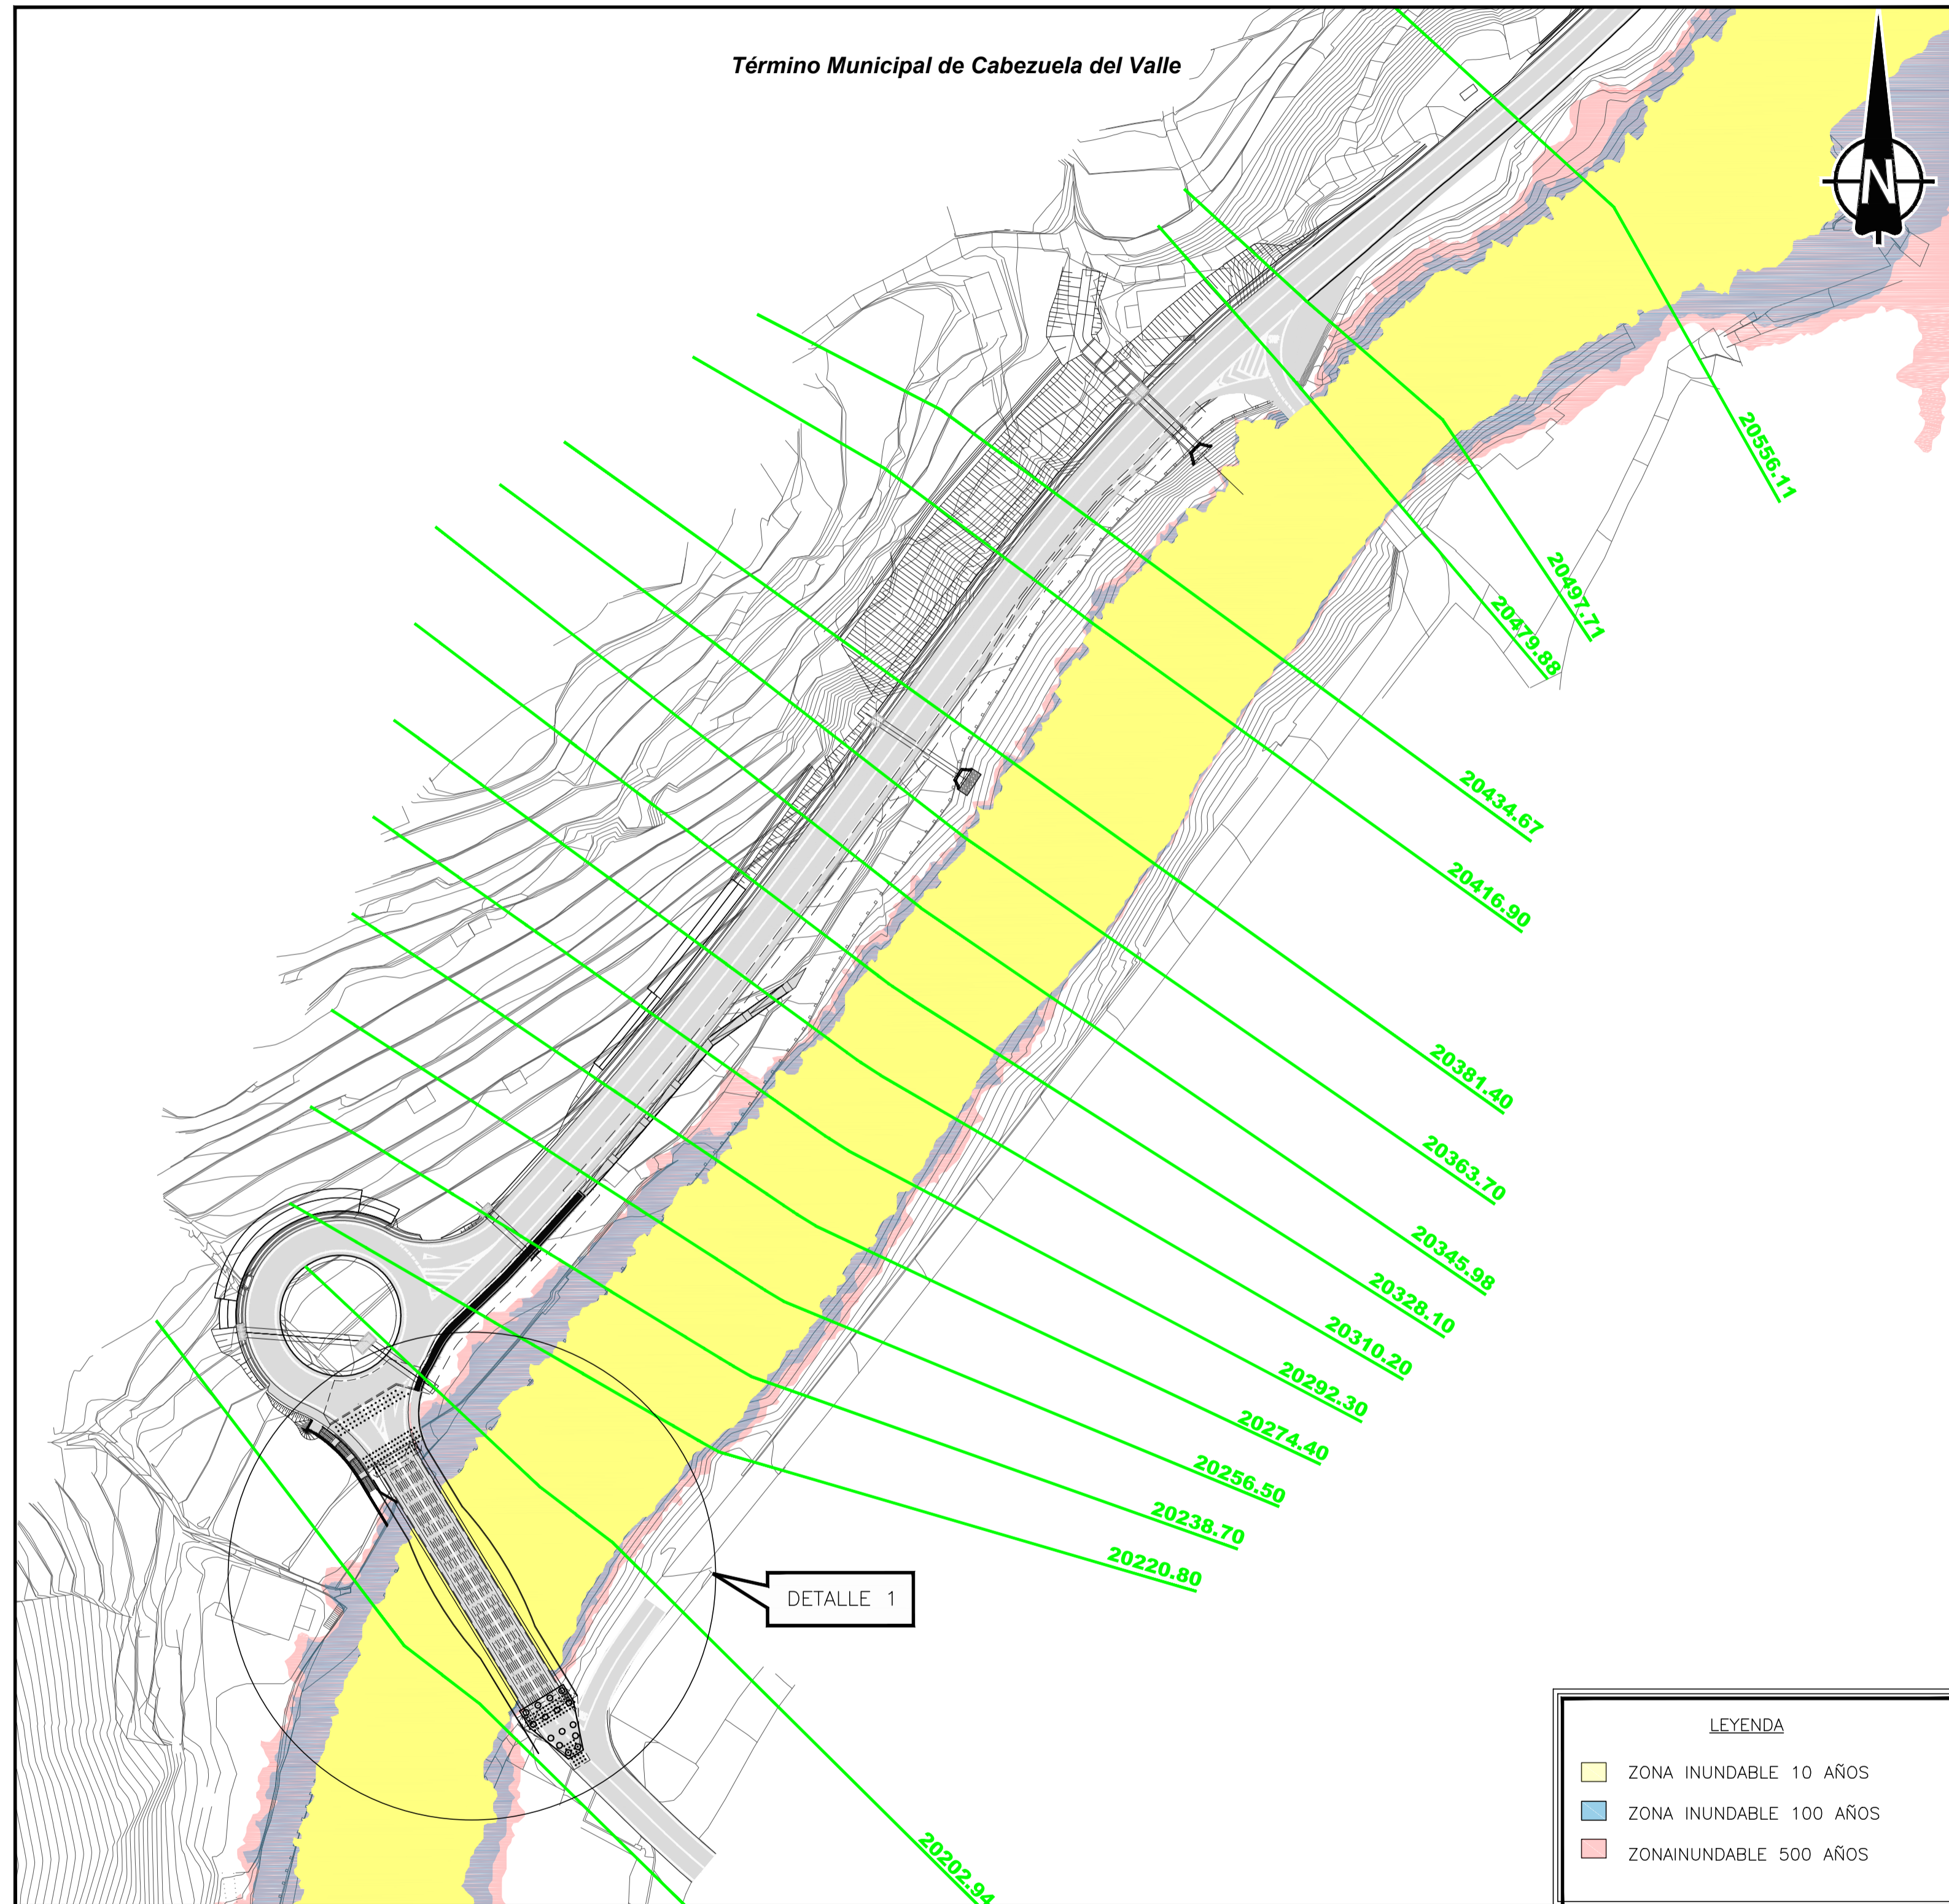 Término Municipal de Cabezuela del Valle
N
20556.11
20497.71
20479.88
20434.67
20416.90
20381.40
20363.70
20345.98
20328.10
20310.20
20292.30
20274.40
20256.50
20238.70
20220.80
DETALLE 1
20202.94
LEYENDA
ZONA INUNDABLE 10 AÑOS
ZONA INUNDABLE 100 AÑOS
ZONAINUNDABLE 500 AÑOS